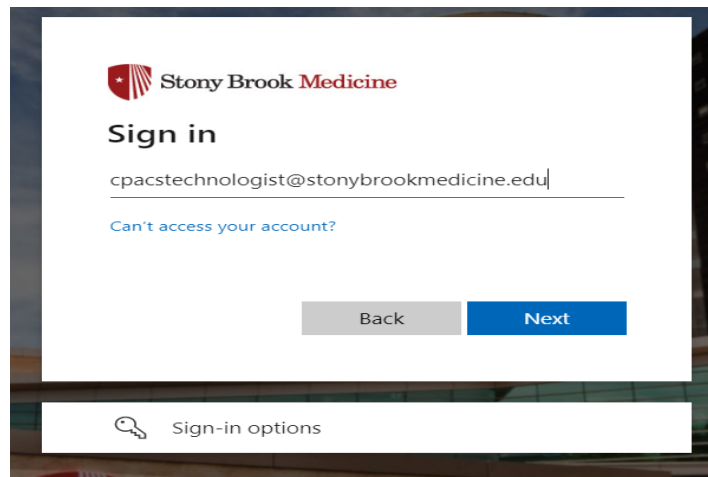 Stony Brook Medicine
Sign in
cpacstechnologist@stonybrookmedicine.edu
Can't access your account?
Back Next
Sign-in options